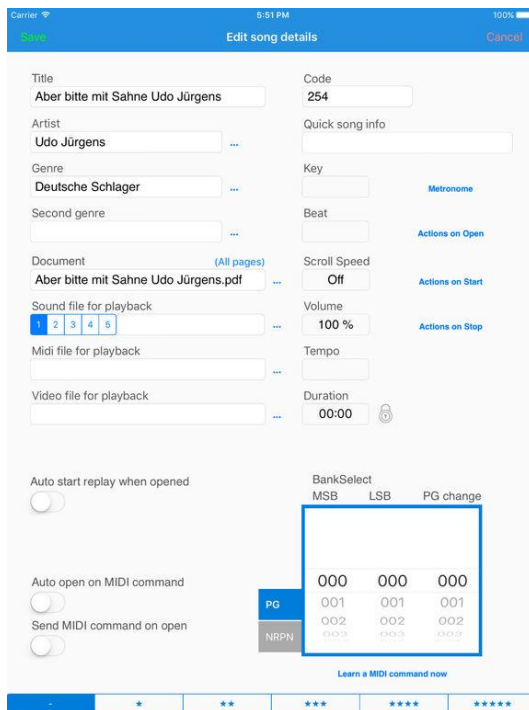 Carrier 5:51 PM 100%
Save Edit song details Cancel
Title Code
Aber bitte mit Sahne Udo Jürgens 254
Artist Quick song info
Udo Jürgens ...
Genre Key
Deutsche Schlager ... Metronome
Second genre Beat
... Actions on Open
Document (All pages) Scroll Speed
Aber bitte mit Sahne Udo Jürgens.pdf ... Off Actions on Start
Sound file for playback Volume
1 2 3 4 5 ... 100 % Actions on Stop
Midi file for playback Tempo
...
Video file for playback Duration
... 00:00
Auto start replay when opened BankSelect
MSB LSB PG change
Auto open on MIDI command 000 000 000
PG 001 001 001
Send MIDI command on open 002 002 002
NRPN 003 003 003
Learn a MIDI command now
- ★ ★★ ★★★ ★★★★ ★★★★★